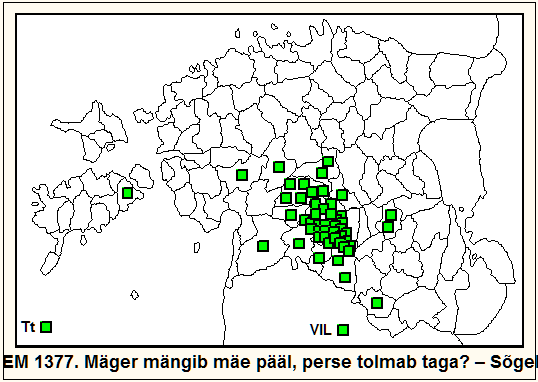 Tt
VIL
EM 1377. Mäger mängib mäe pääl, perse tolmab taga? – Sõgel